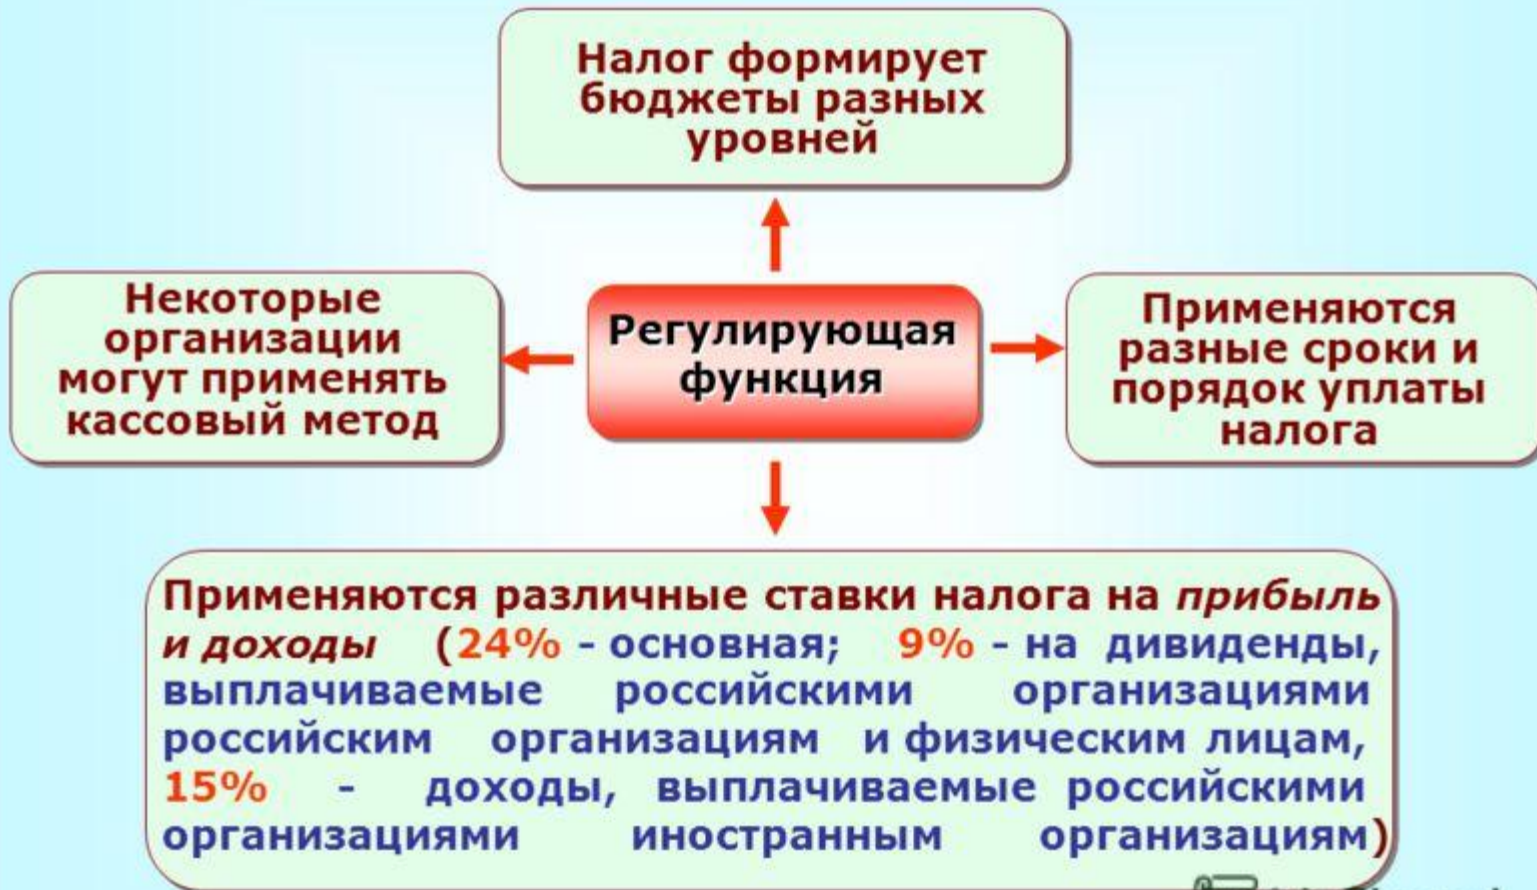 Налог формирует
бюджеты разных
уровней
Некоторые
организации
могут применять
кассовый метод
Регулирующая
функция
Применяются
разные сроки и
порядок уплаты
налога
Применяются различные ставки налога на прибыль
и доходы (24% - основная; 9% - на дивиденды,
выплачиваемые российскими организациями
российским организациям и физическим лицам,
15% - доходы, выплачиваемые российскими
организациями иностранным организациям)